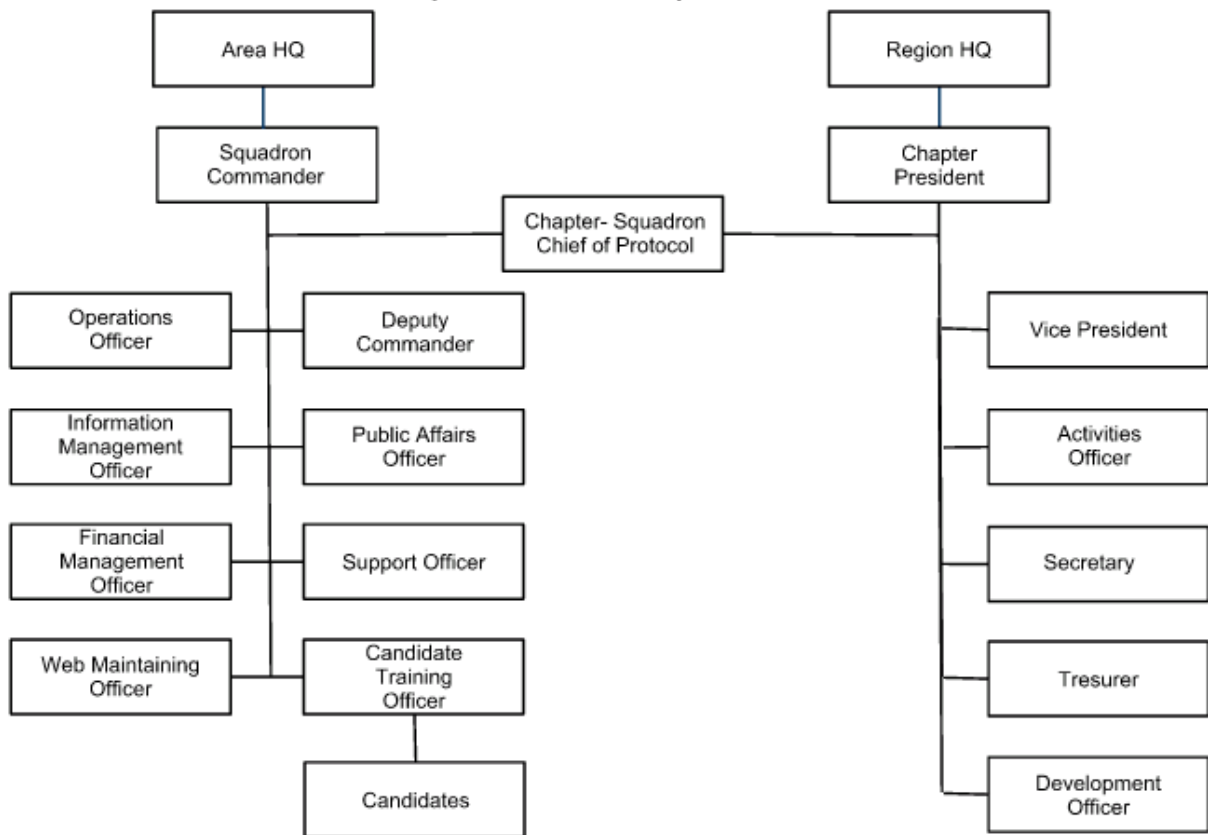 Area HQ
Region HQ
Squadron
Commander
Chapter
President
Chapter- Squadron
Chief of Protocol
Operations
Officer
Deputy
Commander
Vice President
Information
Management
Officer
Public Affairs
Officer
Activities
Officer
Financial
Management
Officer
Support Officer
Secretary
Web Maintaining
Officer
Candidate
Training
Officer
Tresurer
Candidates
Development
Officer